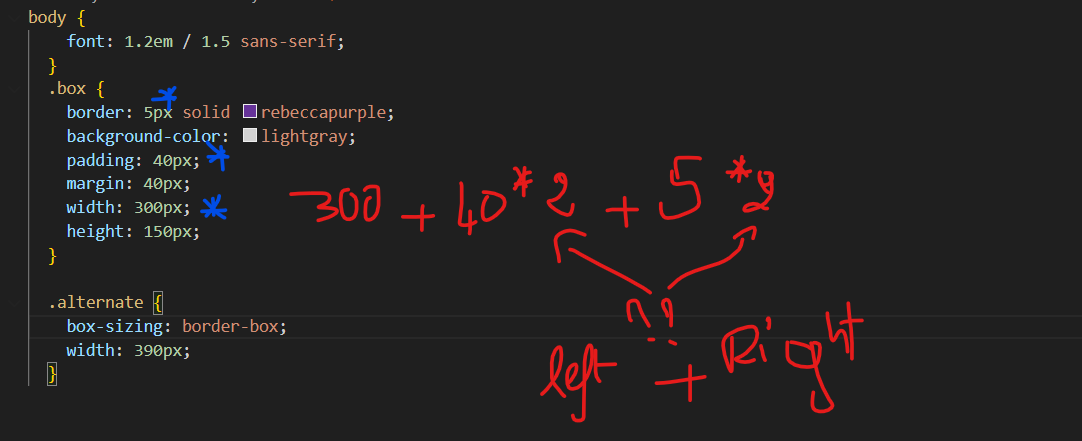 body {
font: 1.2em / 1.5 sans-serif;
}
.box {
border: 5px solid rebeccapurple;
background-color: lightgray;
padding: 40px;
margin: 40px;
width: 300px;
height: 150px;
}
300 + 40 * 2 + 5 * 2
.alternate {
box-sizing: border-box;
width: 390px;
}
left + Right